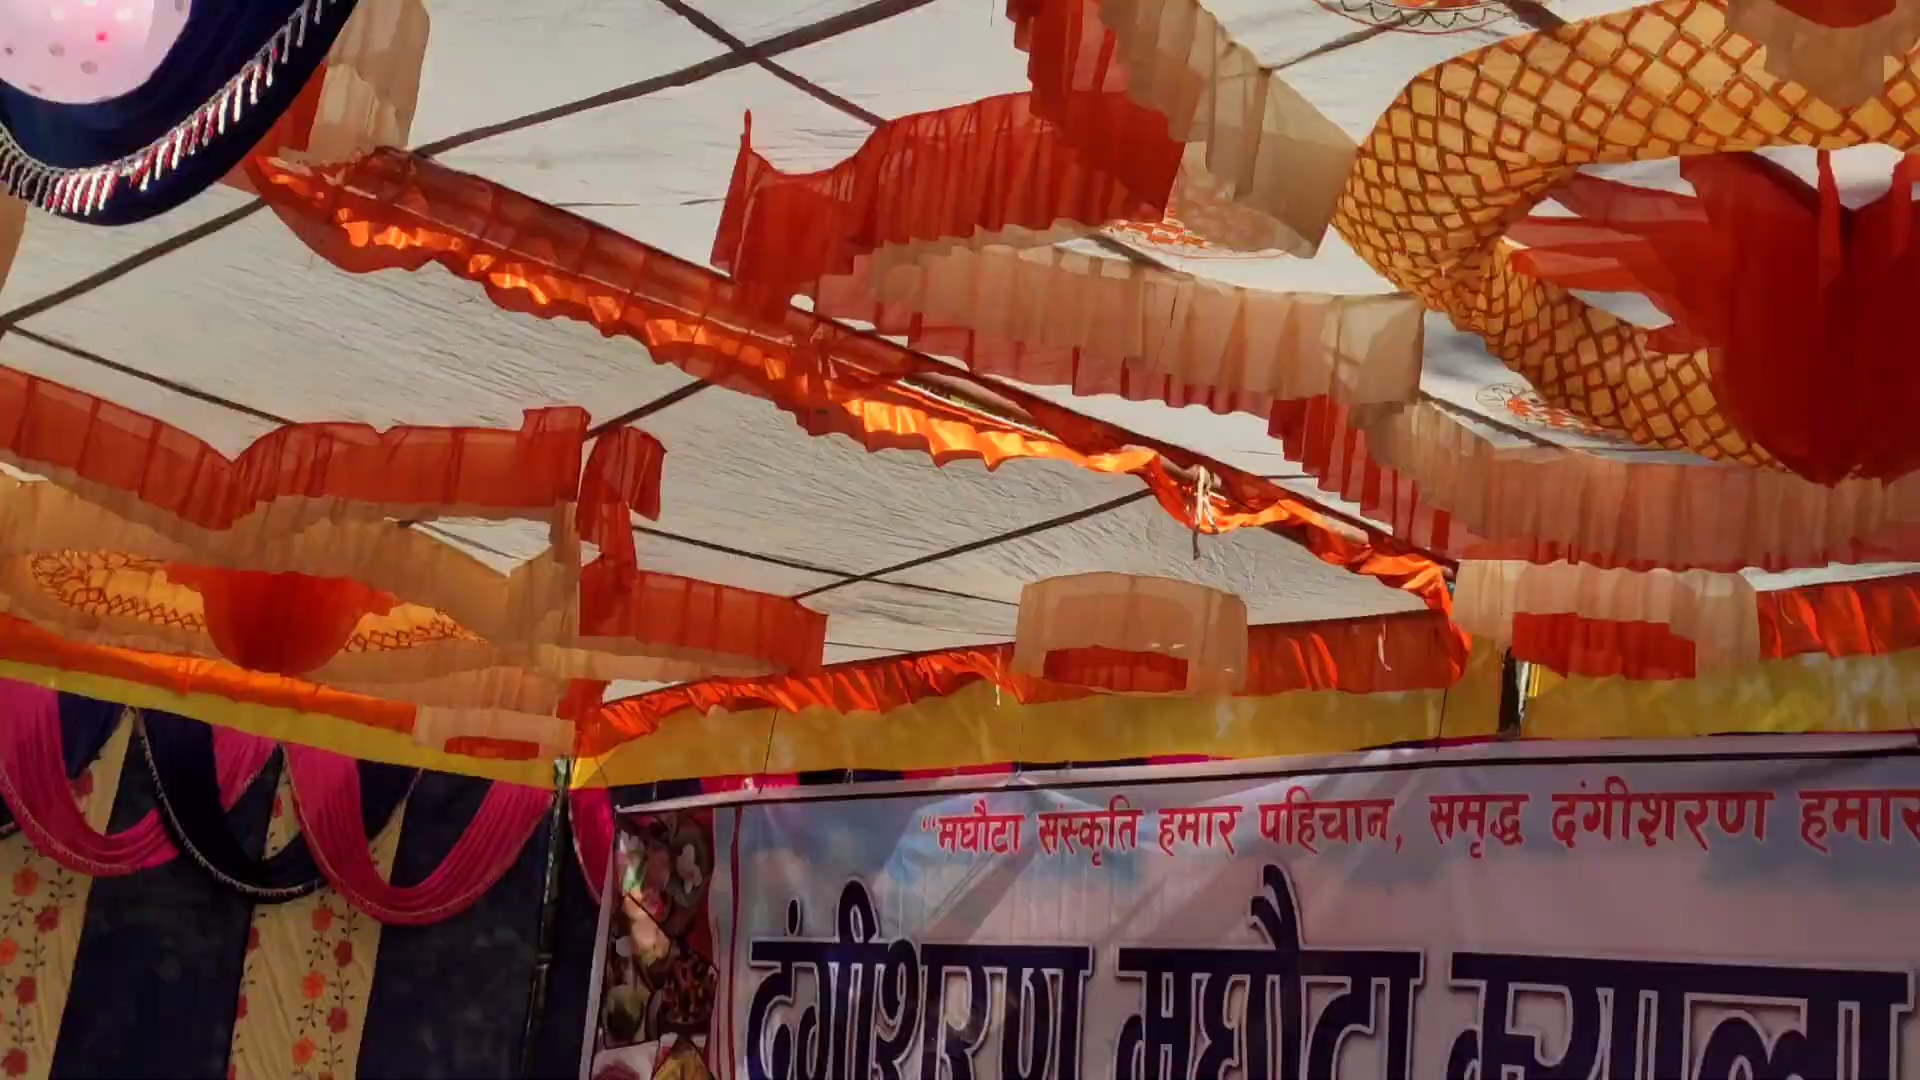 "मघौटा संस्कृति हमार पहिचान, समृद्ध दंगीशरण हमार
दंगीशरण मघौटा